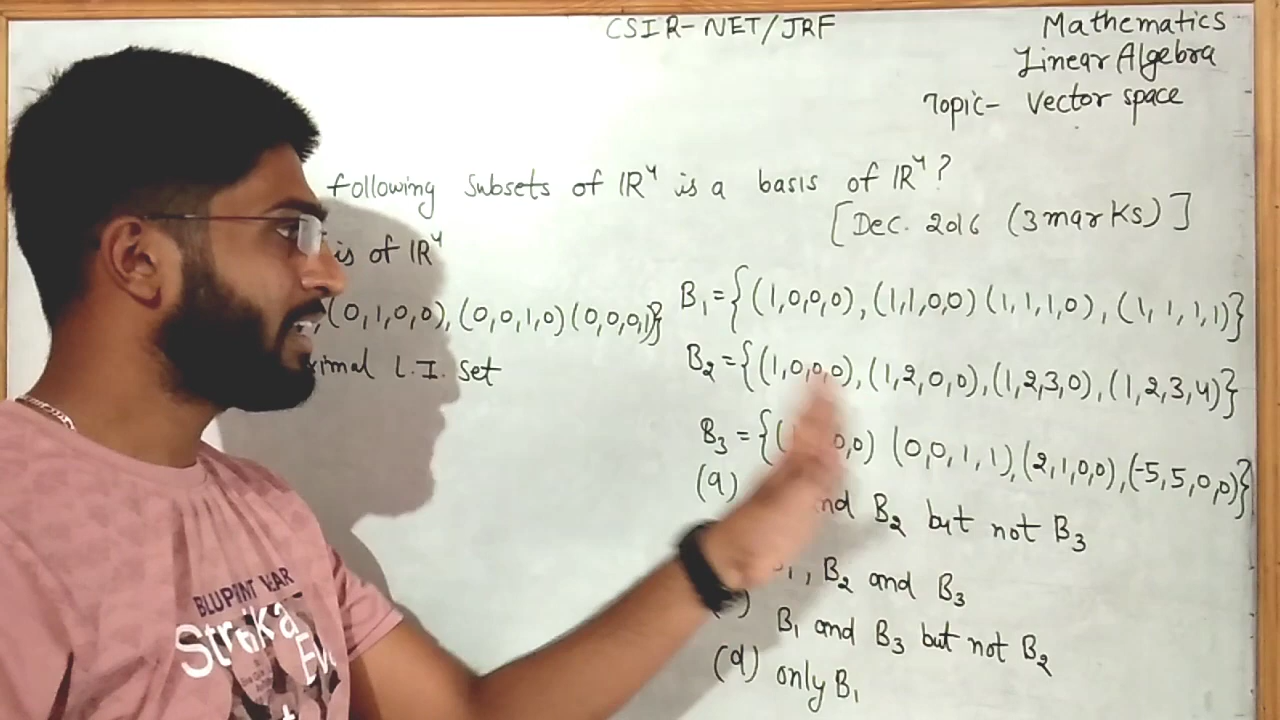 CSIR-NET/JRF
Mathematics
Linear Algebra
Topic- Vector space
following Subsets of IR⁴ is a basis of IR⁴?
[Dec. 2016 (3 marks)]
is of IR⁴
(0,1,0,0), (0,0,1,0) (0,0,0,1)}
L.I. Set
B₁={(1,0,0,0), (1,1,0,0) (1,1,1,0), (1,1,1,1)}
B₂={(1,0,0,0), (1,2,0,0), (1,2,3,0), (1,2,3,4)}
B₃={( 0,0) (0,0,1,1), (2,1,0,0), (-5,5,0,0)}
(a) B₂ but not B₃
B₂ and B₃
B₁ and B₃ but not B₂
(d) only B₁
BLUEPRINT WEAR